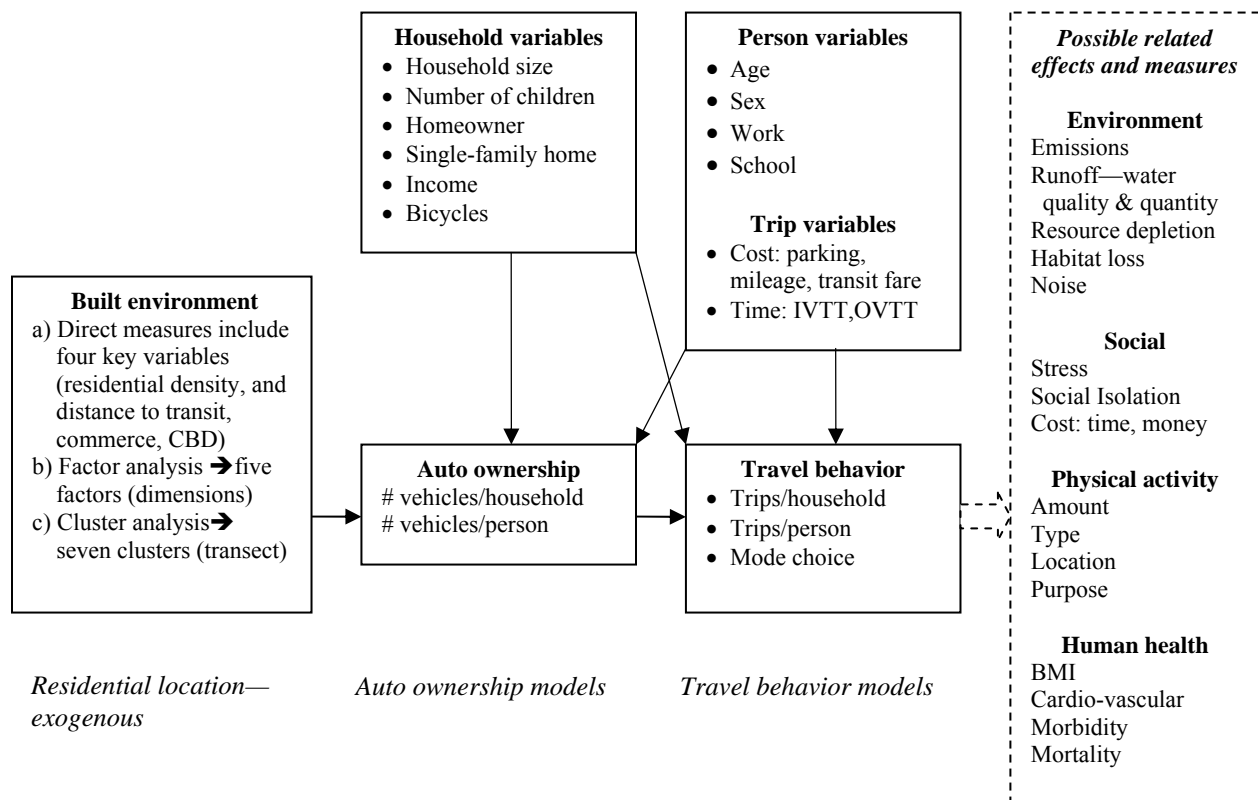 Household variables
• Household size
• Number of children
• Homeowner
• Single-family home
• Income
• Bicycles
Person variables
• Age
• Sex
• Work
• School
Trip variables
• Cost: parking,
mileage, transit fare
• Time: IVTT,OVTT
Built environment
a) Direct measures include
four key variables
(residential density, and
distance to transit,
commerce, CBD)
b) Factor analysis ➔five
factors (dimensions)
c) Cluster analysis➔
seven clusters (transect)
Auto ownership
# vehicles/household
# vehicles/person
Travel behavior
• Trips/household
• Trips/person
• Mode choice
Possible related
effects and measures
Environment
Emissions
Runoff—water
quality & quantity
Resource depletion
Habitat loss
Noise
Social
Stress
Social Isolation
Cost: time, money
Physical activity
Amount
Type
Location
Purpose
Human health
BMI
Cardio-vascular
Morbidity
Mortality
Residential location—
exogenous
Auto ownership models
Travel behavior models